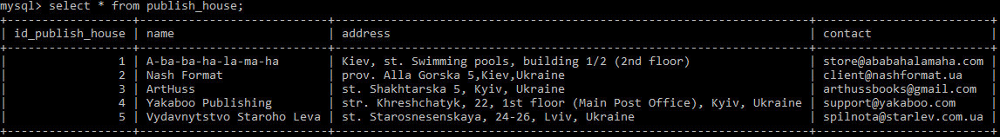 mysql> select * from publish_house;
| id_publish_house | name | address | contact |
| 1 | A-ba-ba-ha-la-ma-ha | Kiev, st. Swimming pools, building 1/2 (2nd floor) | store@ababahalamaha.com |
| 2 | Nash Format | prov. Alla Gorska 5,Kiev,Ukraine | client@nashformat.ua |
| 3 | ArtHuss | st. Shakhtarska 5, Kyiv, Ukraine | arthussbooks@gmail.com |
| 4 | Yakaboo Publishing | str. Khreshchatyk, 22, 1st floor (Main Post Office), Kyiv, Ukraine | support@yakaboo.com |
| 5 | Vydavnytstvo Staroho Leva | st. Starosnesenskaya, 24-26, Lviv, Ukraine | spilnota@starlev.com.ua |